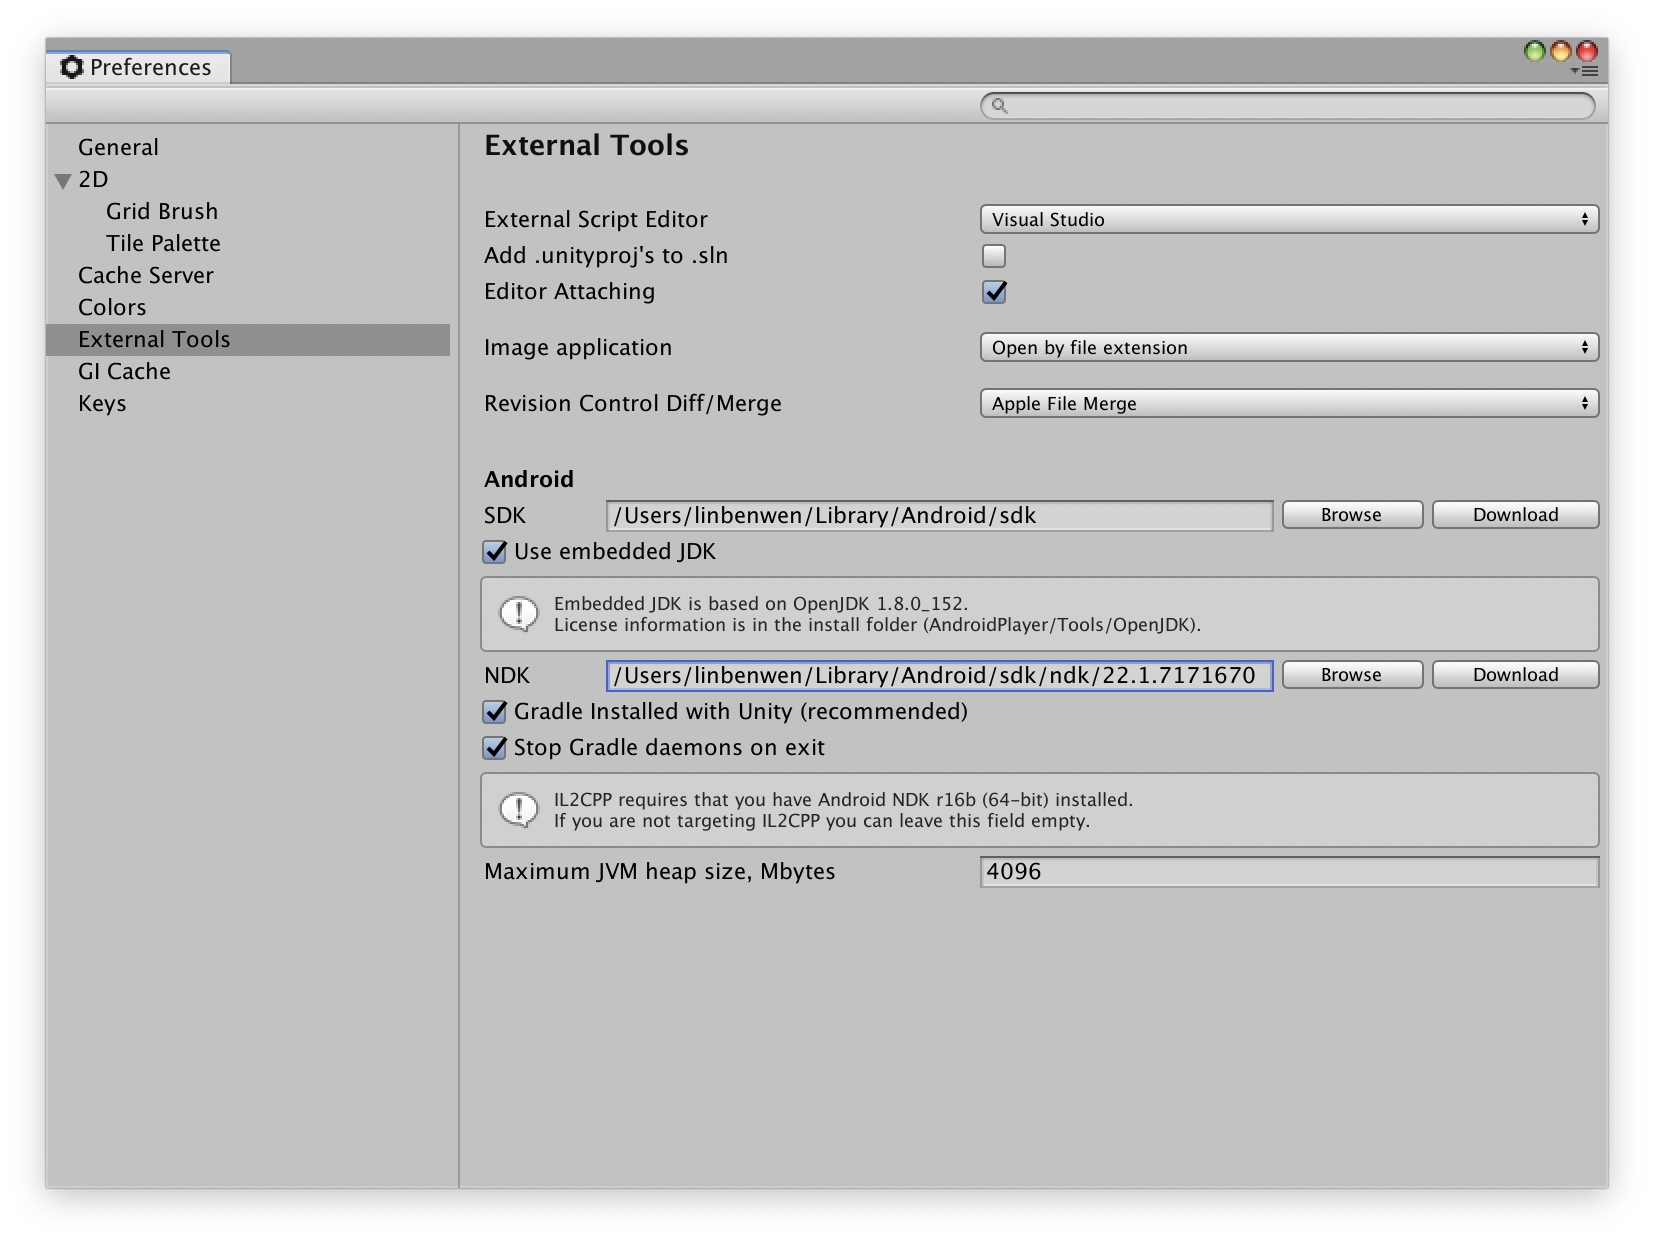 Preferences
General
2D
Grid Brush
Tile Palette
Cache Server
Colors
External Tools
GI Cache
Keys
External Tools
External Script Editor Visual Studio
Add .unityproj's to .sln
Editor Attaching
Image application Open by file extension
Revision Control Diff/Merge Apple File Merge
Android
SDK /Users/linbenwen/Library/Android/sdk Browse Download
Use embedded JDK
Embedded JDK is based on OpenJDK 1.8.0_152.
License information is in the install folder (AndroidPlayer/Tools/OpenJDK).
NDK /Users/linbenwen/Library/Android/sdk/ndk/22.1.7171670 Browse Download
Gradle Installed with Unity (recommended)
Stop Gradle daemons on exit
IL2CPP requires that you have Android NDK r16b (64-bit) installed.
If you are not targeting IL2CPP you can leave this field empty.
Maximum JVM heap size, Mbytes 4096